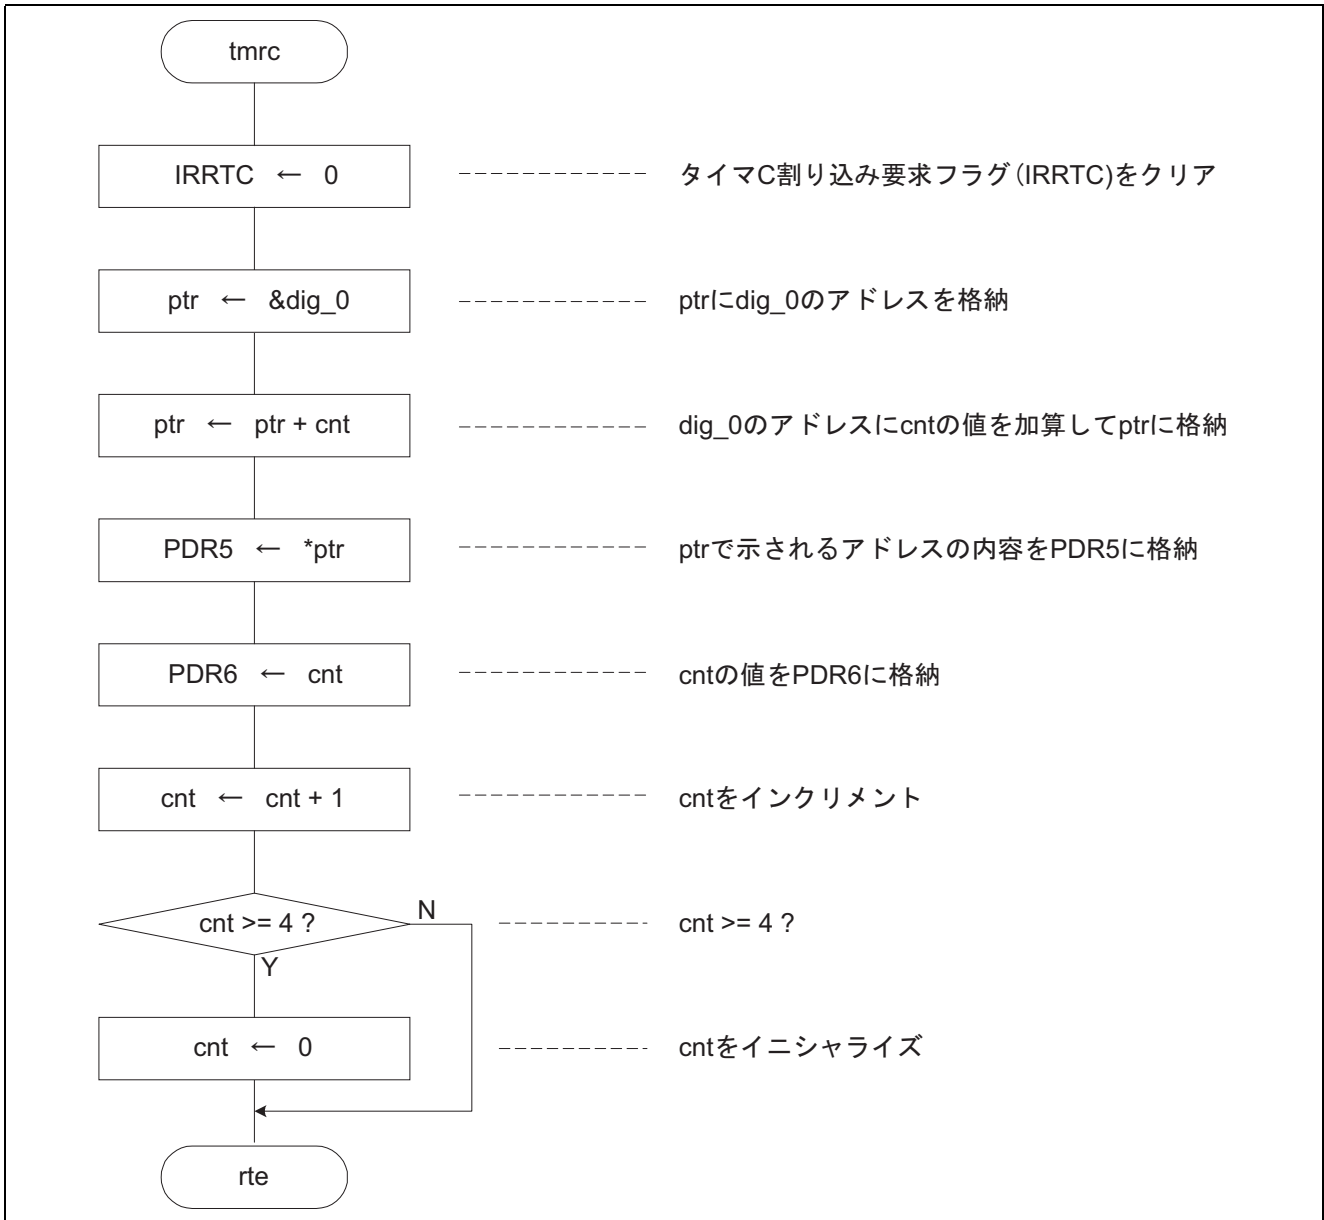 tmrc
IRRTC ← 0
タイマC割り込み要求フラグ(IRRTC)をクリア
ptr ← &dig_0
ptrにdig_0のアドレスを格納
ptr ← ptr + cnt
dig_0のアドレスにcntの値を加算してptrに格納
PDR5 ← *ptr
ptrで示されるアドレスの内容をPDR5に格納
PDR6 ← cnt
cntの値をPDR6に格納
cnt ← cnt + 1
cntをインクリメント
cnt >= 4 ?
N
cnt >= 4 ?
Y
cnt ← 0
cntをイニシャライズ
rte